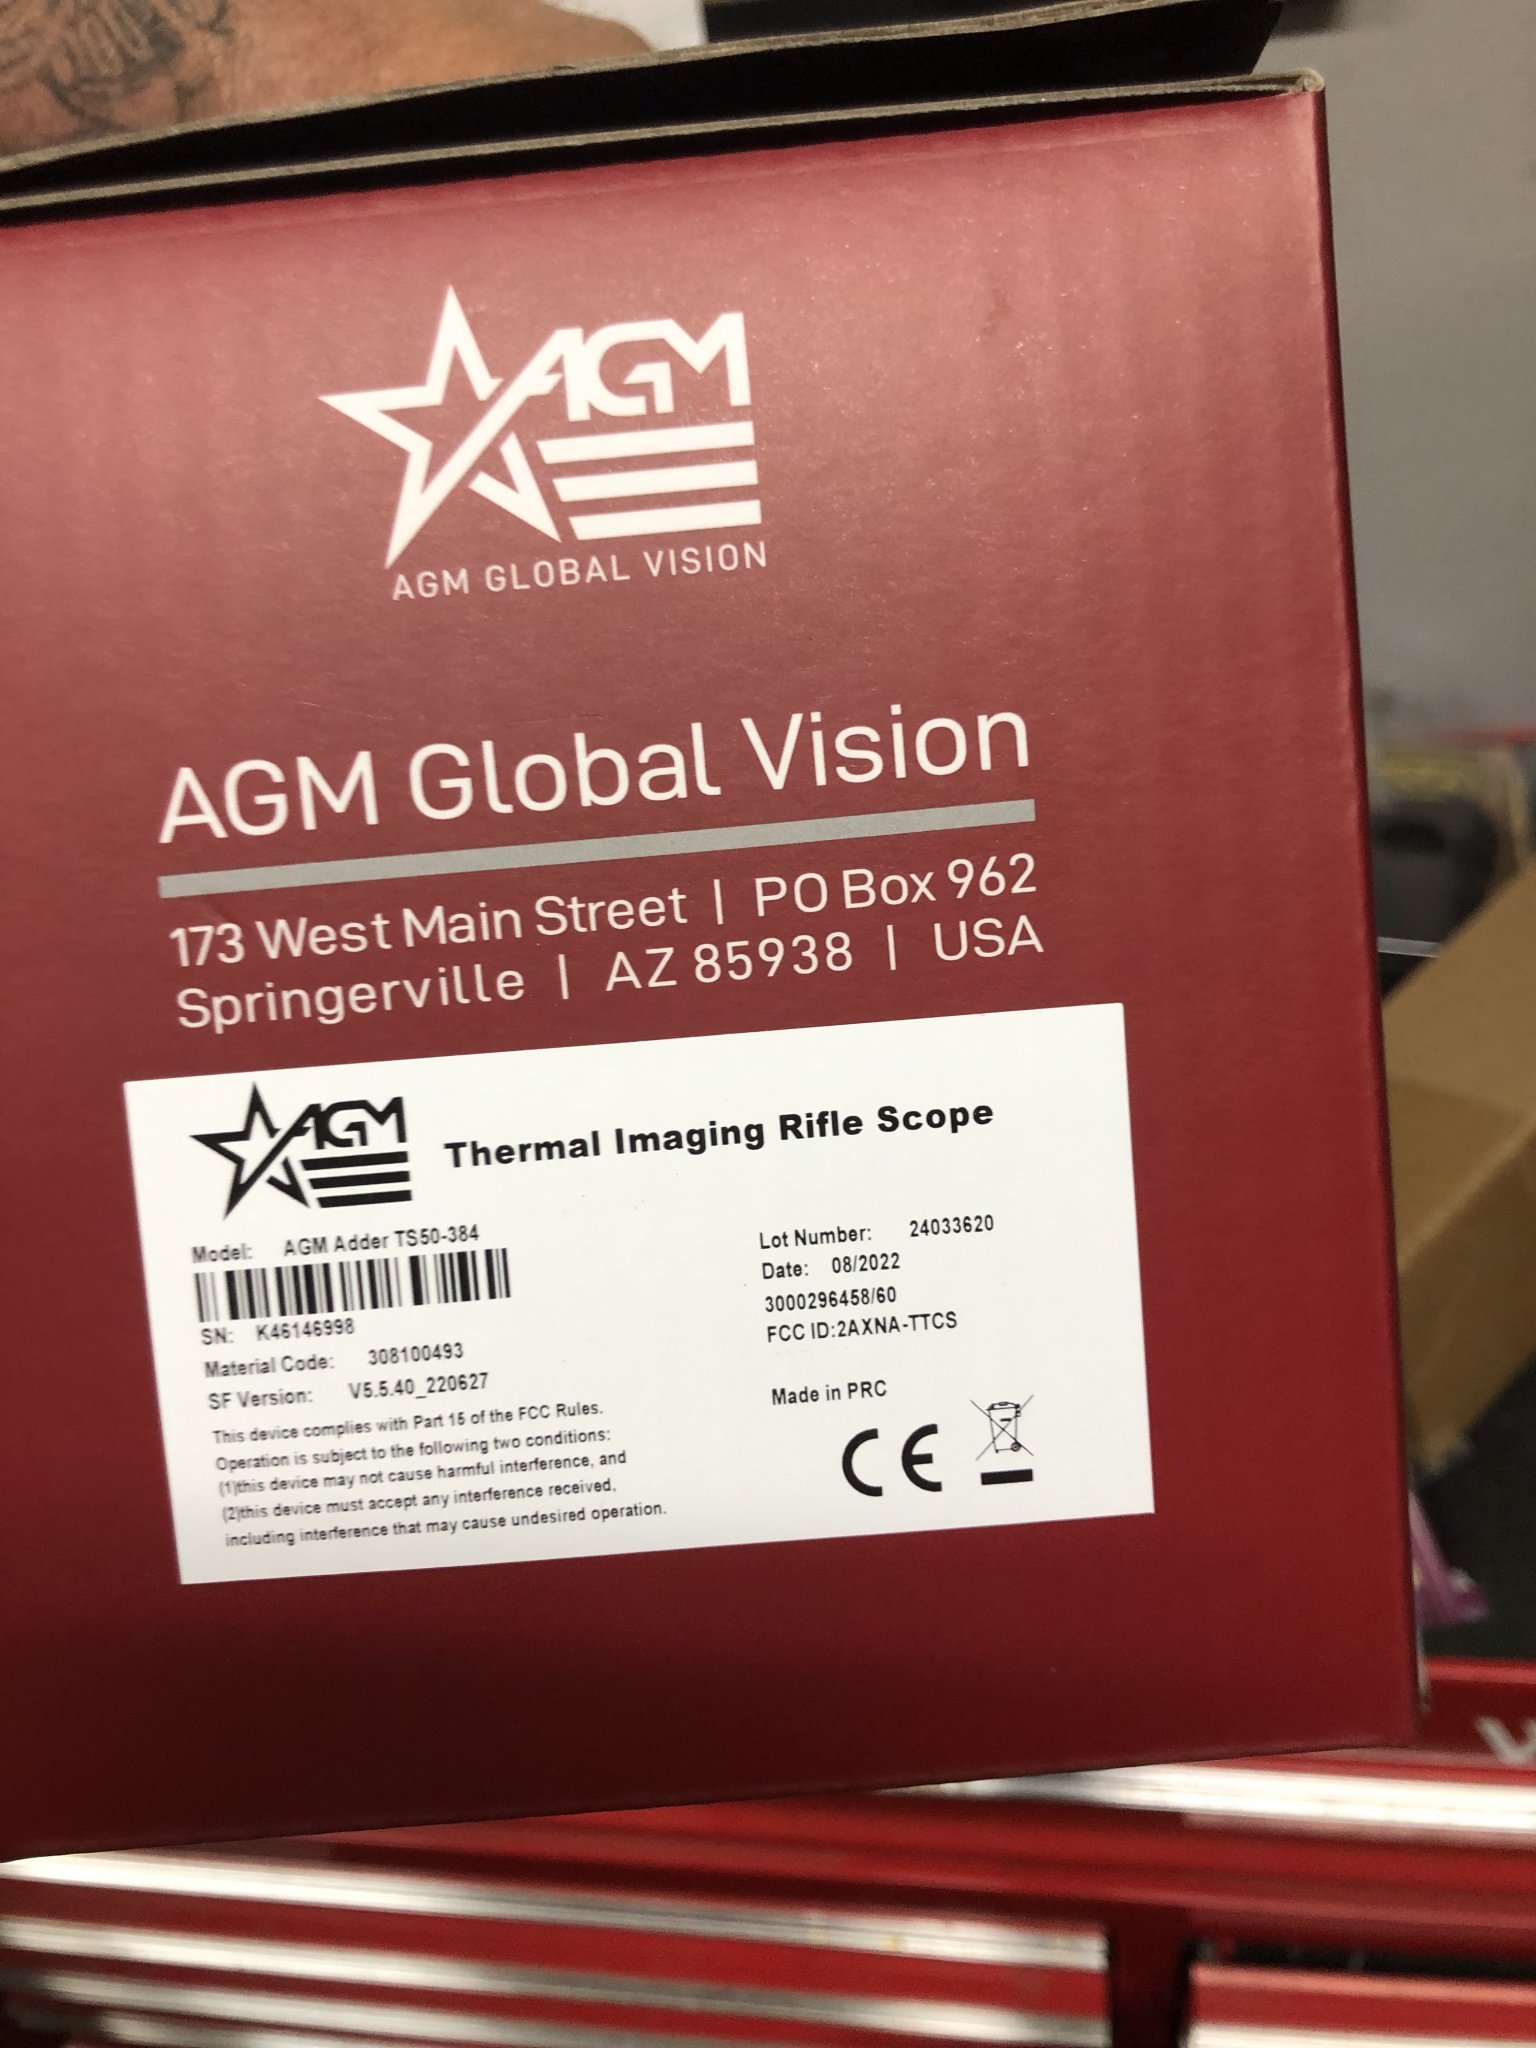 AGM
AGM GLOBAL VISION
AGM Global Vision
173 West Main Street | PO Box 962
Springerville | AZ 85938 | USA
AGM
Thermal Imaging Rifle Scope
Model: AGM Adder TS50-384
SN: K46146998
Material Code: 308100493
SF Version: V5.5.40_220627
This device complies with Part 15 of the FCC Rules.
Operation is subject to the following two conditions:
(1)this device may not cause harmful interference, and
(2)this device must accept any interference received,
including interference that may cause undesired operation.
Lot Number: 24033620
Date: 08/2022
3000296458/60
FCC ID:2AXNA-TTCS
Made in PRC
CE